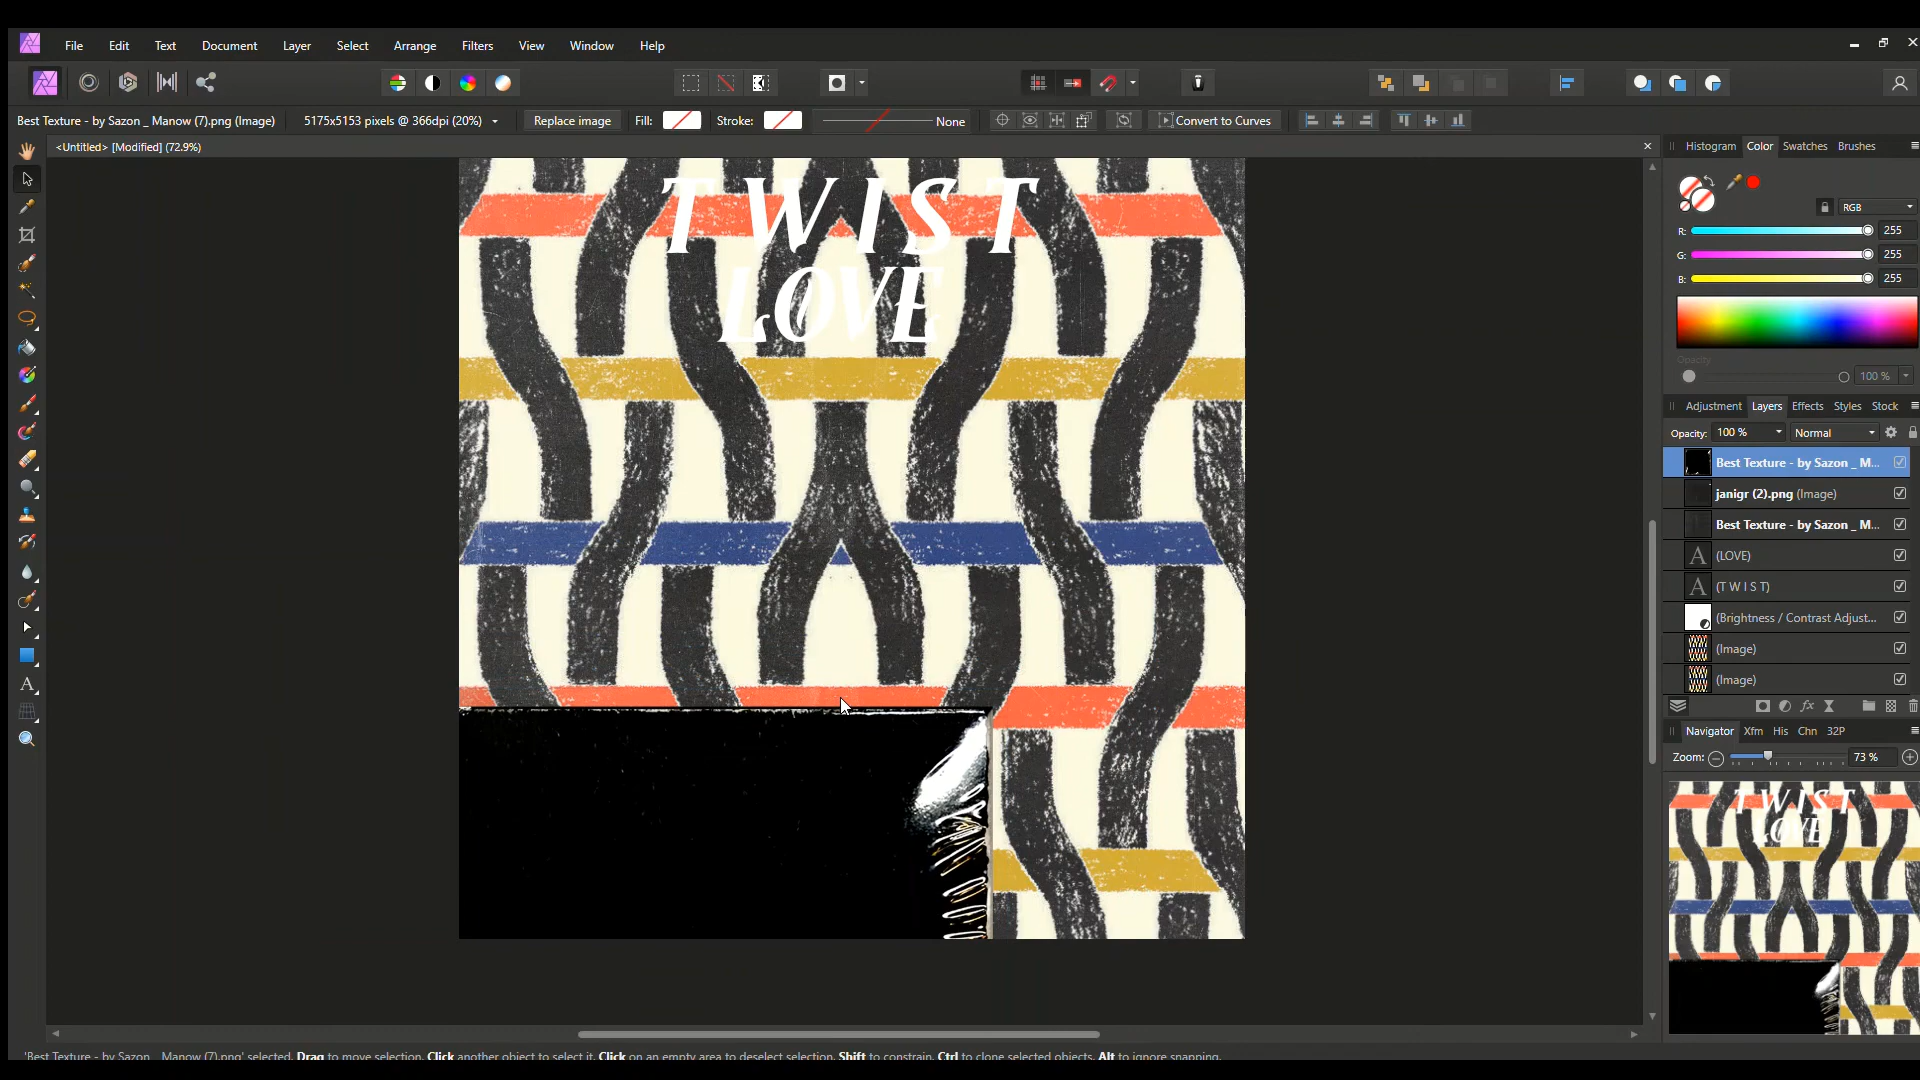 File Edit Text Document Layer Select Arrange Filters View Window Help
Best Texture - by Sazon _ Manow (7).png (Image) 5175x5153 pixels @ 366dpi (20%) Replace image Fill: Stroke: None Convert to Curves
<Untitled> [Modified] (72.9%)
Histogram Color Swatches Brushes
RGB
R: 255
G: 255
B: 255
Opacity
100 %
Adjustment Layers Effects Styles Stock
Opacity: 100 % Normal
Best Texture - by Sazon _ M...
janigr (2).png (Image)
Best Texture - by Sazon _ M...
A (LOVE)
A (T W I S T)
(Brightness / Contrast Adjust...
(Image)
(Image)
Navigator Xfm His Chn 32P
Zoom: 73 %
T W I S T
LOVE
T W I S T
LOVE
'Best Texture - by Sazon _ Manow (7).png' selected. Drag to move selection. Click another object to select it. Click on an empty area to deselect selection. Shift to constrain. Ctrl to clone selected objects. Alt to ignore snapping.